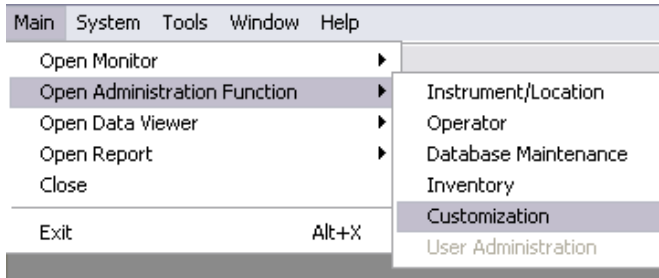 Main System Tools Window Help
Open Monitor
Open Administration Function
Open Data Viewer
Open Report
Close
Exit Alt+X
Instrument/Location
Operator
Database Maintenance
Inventory
Customization
User Administration